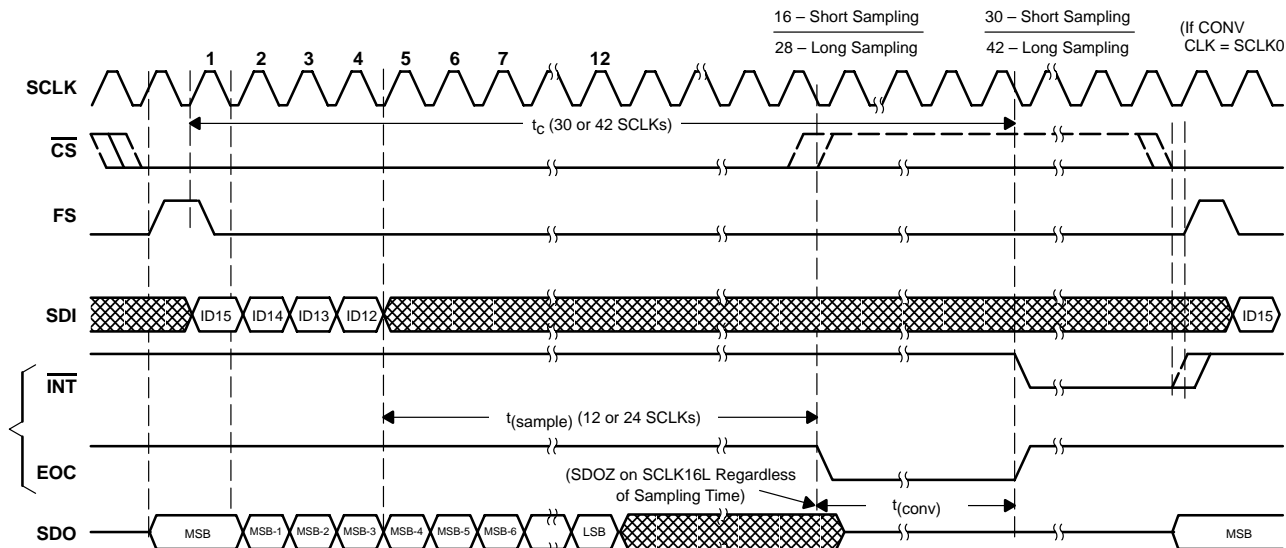 16 – Short Sampling
28 – Long Sampling
30 – Short Sampling
42 – Long Sampling
(If CONV
CLK = SCLK0
1 2 3 4 5 6 7 12
SCLK
tc (30 or 42 SCLKs)
CS
FS
SDI
ID15 ID14 ID13 ID12 ID15
INT
t(sample) (12 or 24 SCLKs)
EOC
(SDOZ on SCLK16L Regardless
of Sampling Time)
t(conv)
SDO
MSB MSB-1 MSB-2 MSB-3 MSB-4 MSB-5 MSB-6 LSB MSB